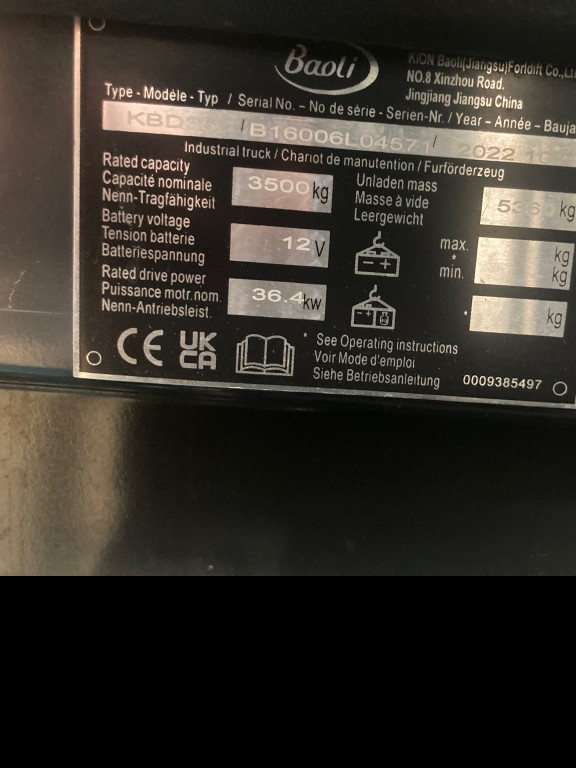 Baoli
KION Baoli(Jiangsu)Forklift Co.,Lt
NO.8 Xinzhou Road.
Jingjiang Jiangsu China
Type - Modèle - Typ / Serial No. – No de série - Serien-Nr. / Year – Année – Bauja
/ B16006L04571 / 2022
Industrial truck / Chariot de manutention / Furförderzeug
Rated capacity
Capacité nominale
Nenn-Tragfähigkeit
3500 kg
Unladen mass
Masse à vide
Leergewicht
kg
Battery voltage
Tension batterie
Batteriespannung
12 V
max. kg
*
min. kg
Rated drive power
Puissance motr.nom.
Nenn-Antriebsleist.
36.4 kw
* kg
CE UK
CA
* See Operating instructions
Voir Mode d'emploi
Siehe Betriebsanleitung
0009385497